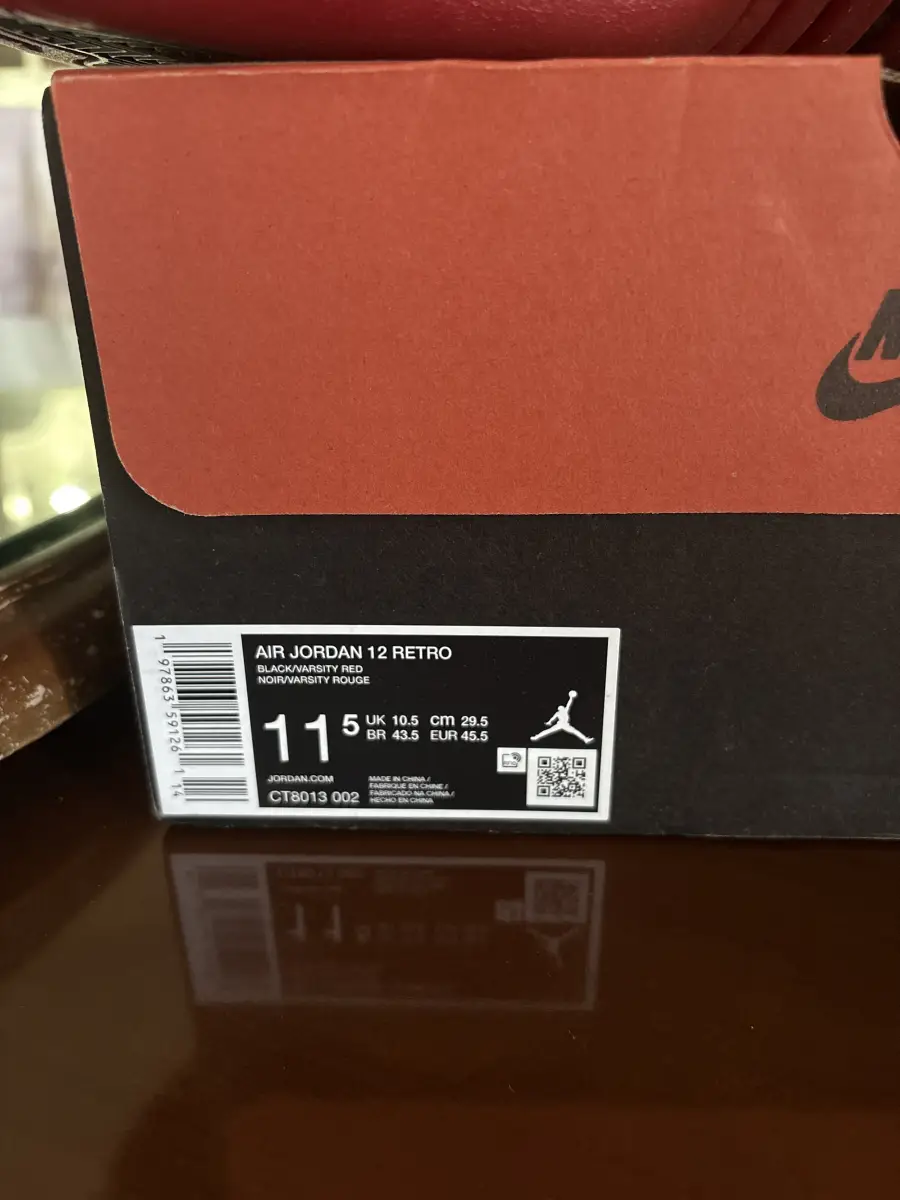 AIR JORDAN 12 RETRO
BLACK/VARSITY RED
NOIR/VARSITY ROUGE
11 5
UK 10.5 cm 29.5
BR 43.5 EUR 45.5
JORDAN.COM
CT8013 002
MADE IN CHINA /
FABRIQUÉ EN CHINE /
FABRICADO NA CHINA /
HECHO EN CHINA
1 97863 59126 1 14